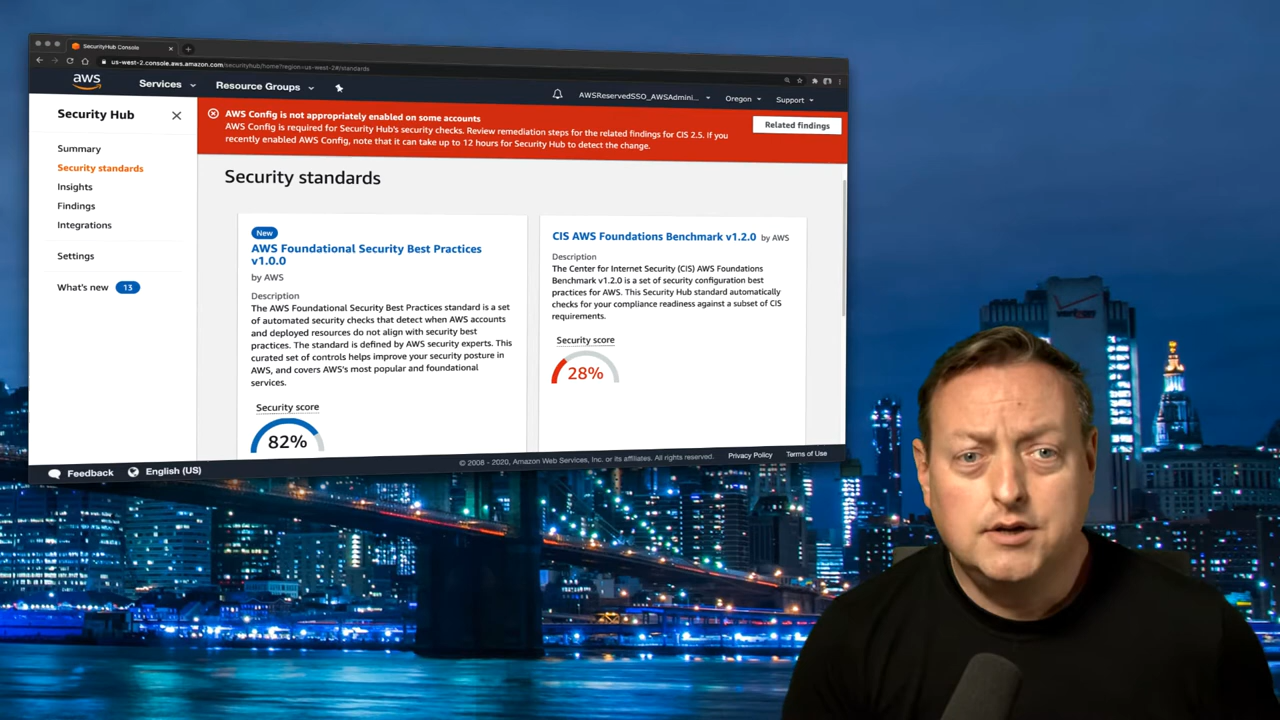 SecurityHub Console
us-west-2.console.aws.amazon.com/securityhub/home?region=us-west-2#/standards
aws
Services
Resource Groups
AWSReservedSSO_AWSAdmini...
Oregon
Support
Security Hub
Summary
Security standards
Insights
Findings
Integrations
Settings
What's new 13
AWS Config is not appropriately enabled on some accounts
AWS Config is required for Security Hub's security checks. Review remediation steps for the related findings for CIS 2.5. If you
recently enabled AWS Config, note that it can take up to 12 hours for Security Hub to detect the change.
Related findings
Security standards
New
AWS Foundational Security Best Practices
v1.0.0
by AWS
Description
The AWS Foundational Security Best Practices standard is a set
of automated security checks that detect when AWS accounts
and deployed resources do not align with security best
practices. The standard is defined by AWS security experts. This
curated set of controls helps improve your security posture in
AWS, and covers AWS's most popular and foundational
services.
Security score
82%
CIS AWS Foundations Benchmark v1.2.0 by AWS
Description
The Center for Internet Security (CIS) AWS Foundations
Benchmark v1.2.0 is a set of security configuration best
practices for AWS. This Security Hub standard automatically
checks for your compliance readiness against a subset of CIS
requirements.
Security score
28%
Feedback
English (US)
© 2008 - 2020, Amazon Web Services, Inc. or its affiliates. All rights reserved.
Privacy Policy
Terms of Use
verizon